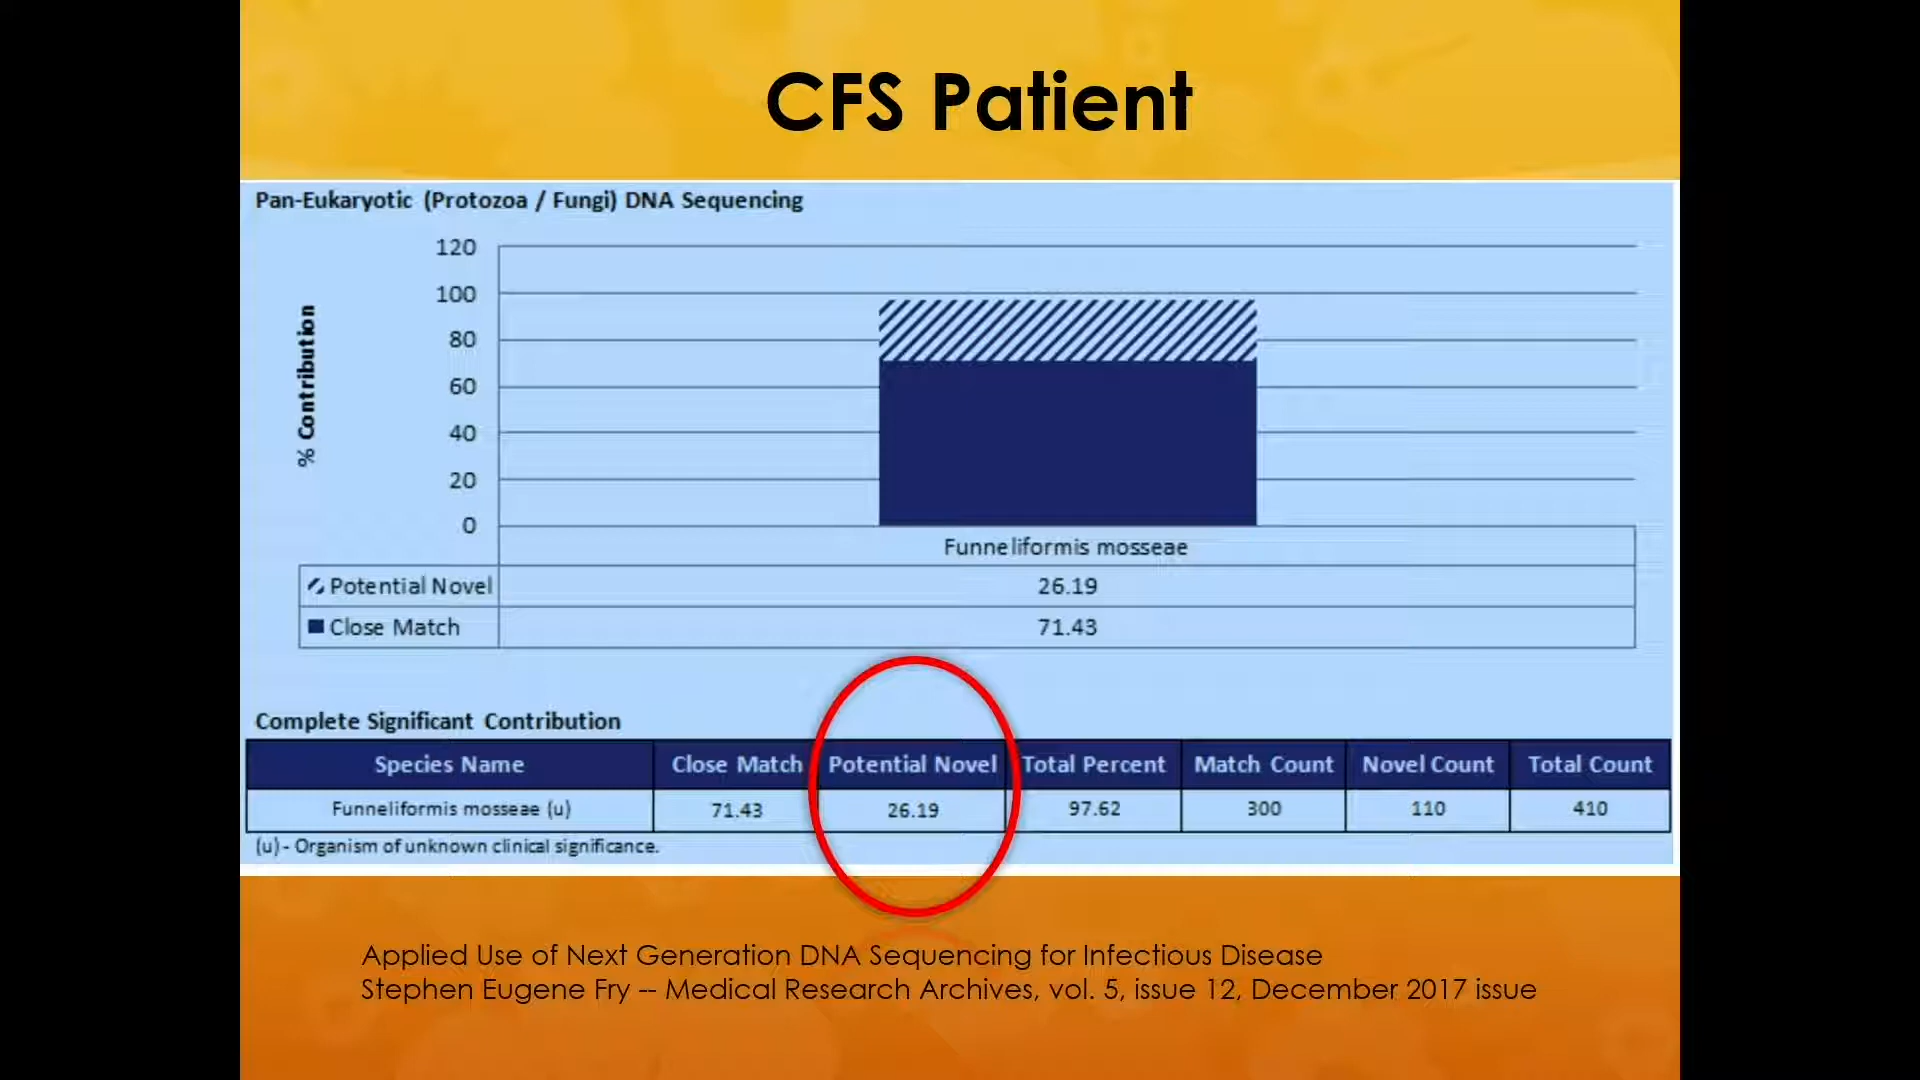 CFS Patient
Pan-Eukaryotic (Protozoa / Fungi) DNA Sequencing
120
100
80
60
40
20
0
% Contribution
Funneliformis mosseae
Potential Novel 26.19
Close Match 71.43
Complete Significant Contribution
Species Name Close Match Potential Novel Total Percent Match Count Novel Count Total Count
Funneliformis mosseae (u) 71.43 26.19 97.62 300 110 410
(u) - Organism of unknown clinical significance.
Applied Use of Next Generation DNA Sequencing for Infectious Disease
Stephen Eugene Fry -- Medical Research Archives, vol. 5, issue 12, December 2017 issue